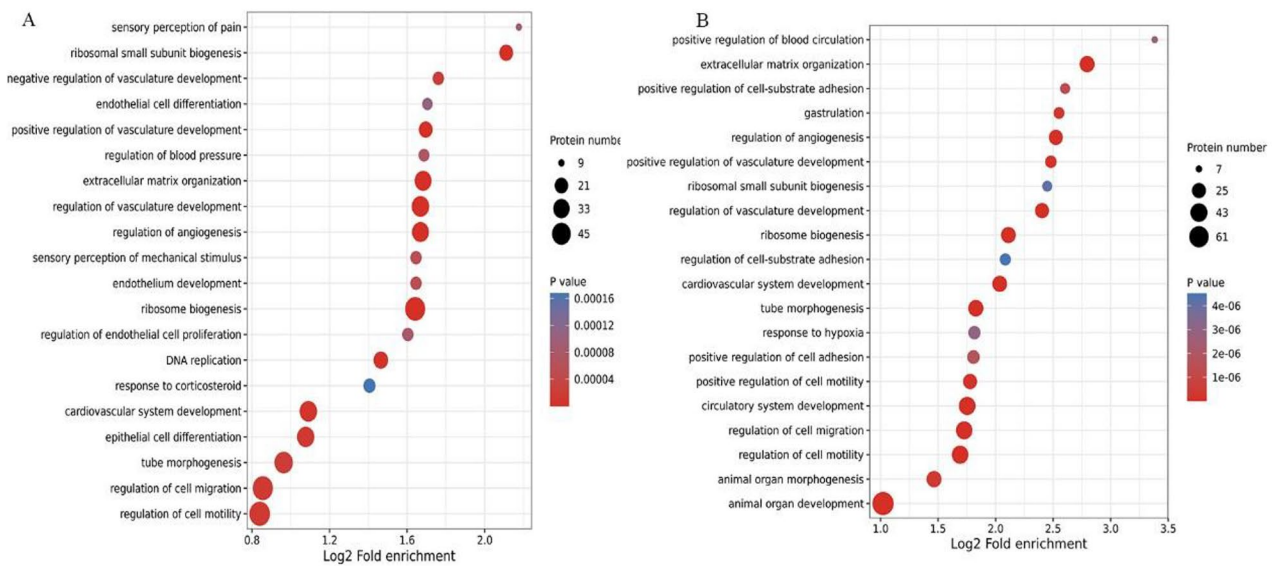 A
sensory perception of pain
ribosomal small subunit biogenesis
negative regulation of vasculature development
endothelial cell differentiation
positive regulation of vasculature development
regulation of blood pressure
extracellular matrix organization
regulation of vasculature development
regulation of angiogenesis
sensory perception of mechanical stimulus
endothelium development
ribosome biogenesis
regulation of endothelial cell proliferation
DNA replication
response to corticosteroid
cardiovascular system development
epithelial cell differentiation
tube morphogenesis
regulation of cell migration
regulation of cell motility
0.8 1.2 1.6 2.0
Log2 Fold enrichment
Protein number
9
21
33
45
P value
0.00016
0.00012
0.00008
0.00004
B
positive regulation of blood circulation
extracellular matrix organization
positive regulation of cell-substrate adhesion
gastrulation
regulation of angiogenesis
positive regulation of vasculature development
ribosomal small subunit biogenesis
regulation of vasculature development
ribosome biogenesis
regulation of cell-substrate adhesion
cardiovascular system development
tube morphogenesis
response to hypoxia
positive regulation of cell adhesion
positive regulation of cell motility
circulatory system development
regulation of cell migration
regulation of cell motility
animal organ morphogenesis
animal organ development
1.0 1.5 2.0 2.5 3.0 3.5
Log2 Fold enrichment
Protein number
7
25
43
61
P value
4e-06
3e-06
2e-06
1e-06